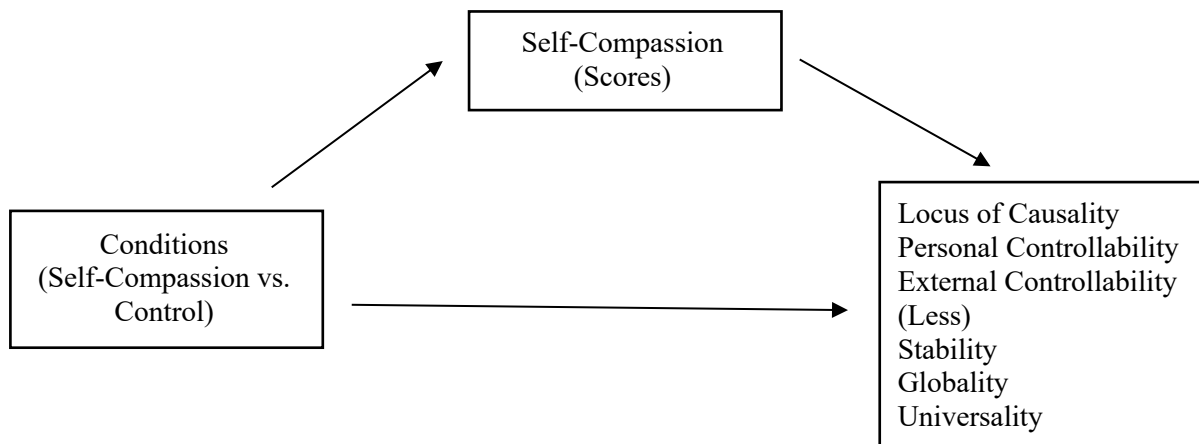 Self-Compassion
(Scores)
Conditions
(Self-Compassion vs.
Control)
Locus of Causality
Personal Controllability
External Controllability
(Less)
Stability
Globality
Universality